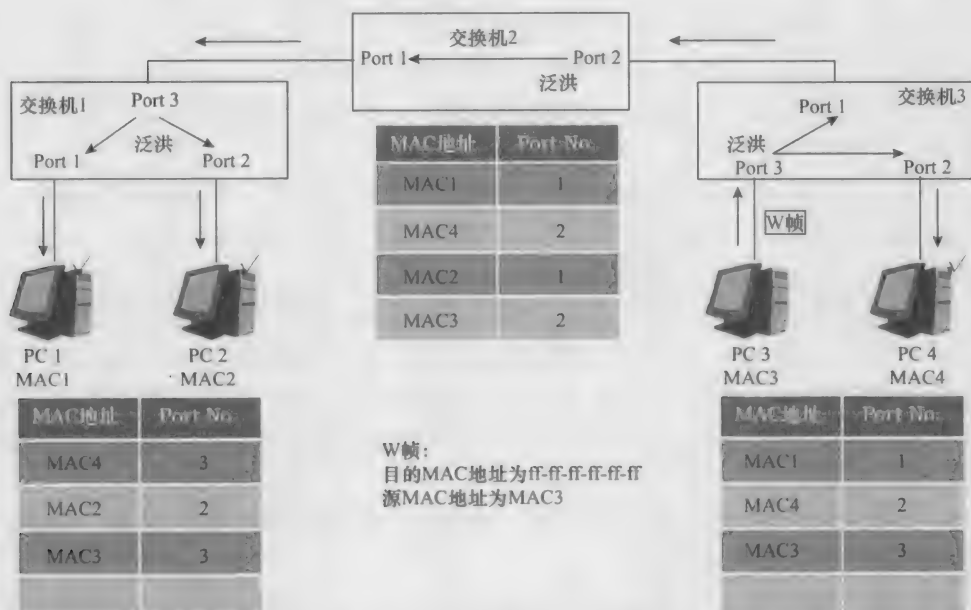 交换机2
Port 1
Port 2
泛洪
交换机1
Port 3
泛洪
Port 1
Port 2
交换机3
Port 1
泛洪
Port 3
Port 2
W帧
MAC地址 Port No.
MAC1 1
MAC4 2
MAC2 1
MAC3 2
PC 1
MAC1
PC 2
MAC2
PC 3
MAC3
PC 4
MAC4
MAC地址 Port No.
MAC4 3
MAC2 2
MAC3 3
W帧:
目的MAC地址为ff-ff-ff-ff-ff-ff
源MAC地址为MAC3
MAC地址 Port No.
MAC1 1
MAC4 2
MAC3 3